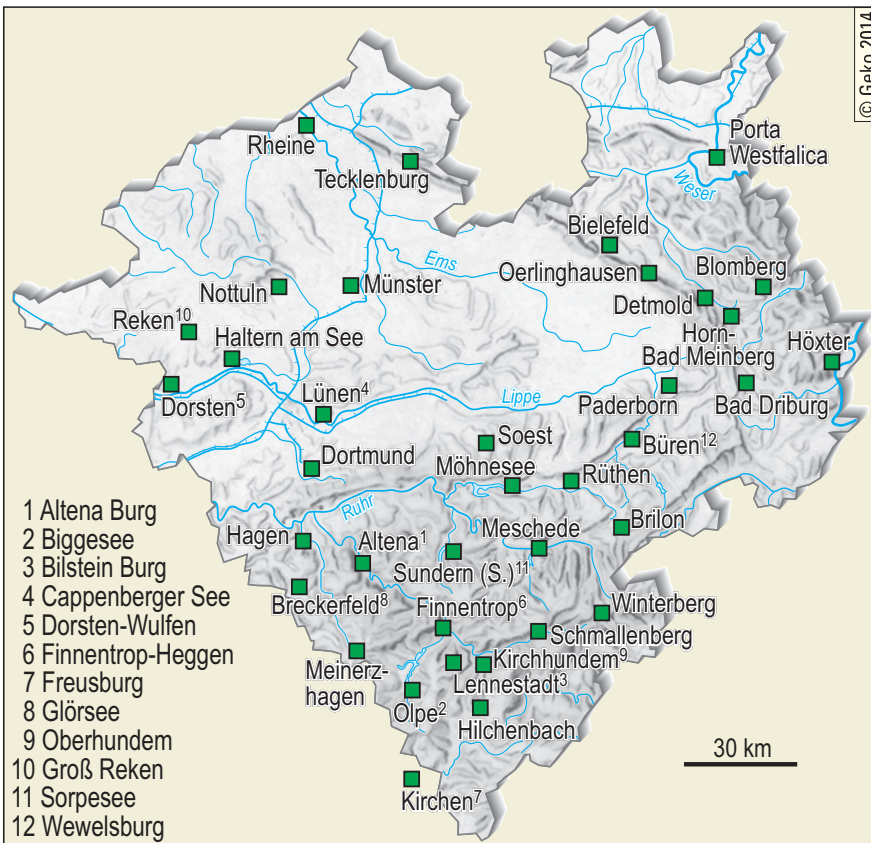 © Geko 2014
Rheine
Tecklenburg
Porta
Westfalica
Weser
Bielefeld
Ems
Oerlinghausen
Blomberg
Nottuln
Münster
Detmold
Reken¹⁰
Haltern am See
Horn-
Bad Meinberg
Höxter
Dorsten⁵
Lünen⁴
Lippe
Paderborn
Bad Driburg
Soest
Büren¹²
Dortmund
Möhnesee
Rüthen
Ruhr
Hagen
Altena¹
Meschede
Brilon
Sundern (S.)¹¹
Breckerfeld⁸
Finnentrop⁶
Winterberg
Schmallenberg
Meinerz-
hagen
Kirchhundem⁹
Lennestadt³
Olpe²
Hilchenbach
Kirchen⁷
30 km
1 Altena Burg
2 Biggesee
3 Bilstein Burg
4 Cappenberger See
5 Dorsten-Wulfen
6 Finnentrop-Heggen
7 Freusburg
8 Glörsee
9 Oberhundem
10 Groß Reken
11 Sorpesee
12 Wewelsburg